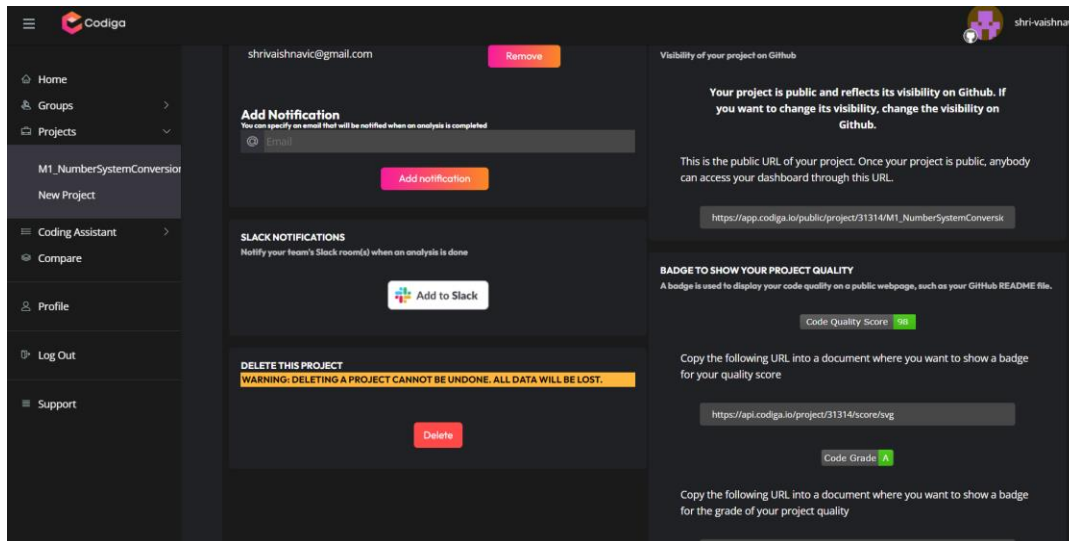 Codiga
shri-vaishna
Home
Groups
Projects
M1_NumberSystemConversion
New Project
Coding Assistant
Compare
Profile
Log Out
Support
shrivaishnavic@gmail.com
Remove
Add Notification
You can specify an email that will be notified when an analysis is completed
@ Email
Add notification
SLACK NOTIFICATIONS
Notify your team's Slack room(s) when an analysis is done
Add to Slack
DELETE THIS PROJECT
WARNING: DELETING A PROJECT CANNOT BE UNDONE. ALL DATA WILL BE LOST.
Delete
Visibility of your project on Github
Your project is public and reflects its visibility on Github. If
you want to change its visibility, change the visibility on
Github.
This is the public URL of your project. Once your project is public, anybody
can access your dashboard through this URL.
https://app.codiga.io/public/project/31314/M1_NumberSystemConversic
BADGE TO SHOW YOUR PROJECT QUALITY
A badge is used to display your code quality on a public webpage, such as your GitHub README file.
Code Quality Score 98
Copy the following URL into a document where you want to show a badge
for your quality score
https://api.codiga.io/project/31314/score/svg
Code Grade A
Copy the following URL into a document where you want to show a badge
for the grade of your project quality